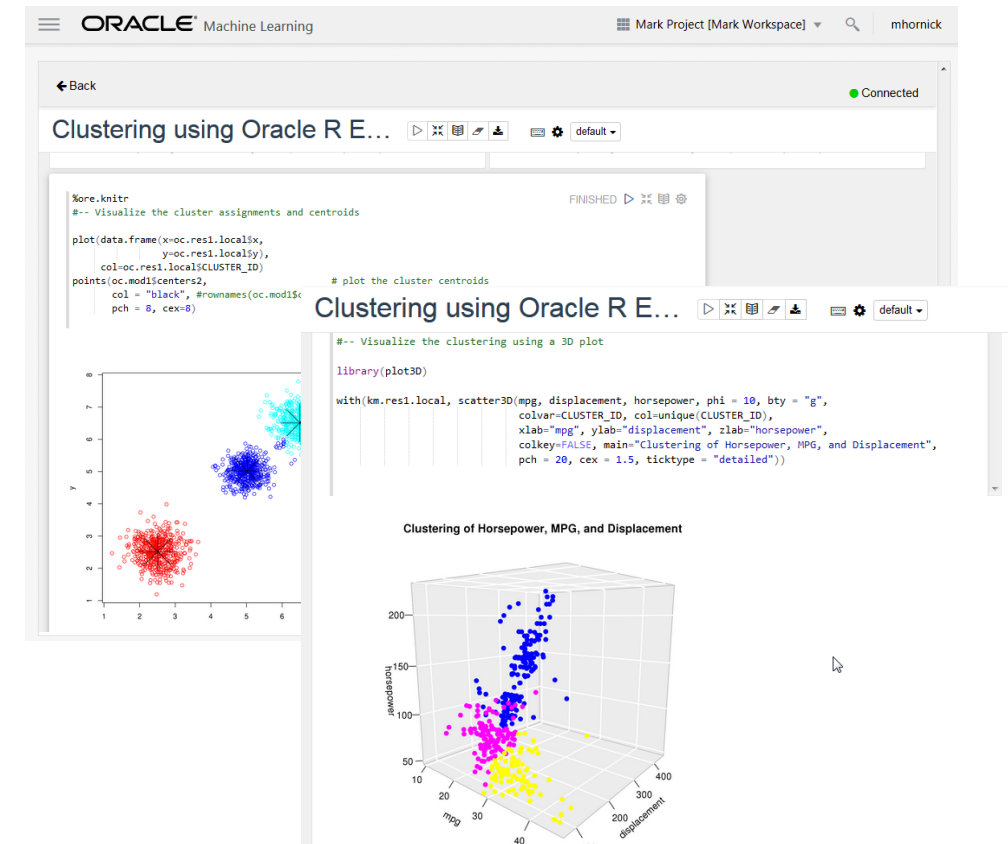 ORACLE Machine Learning
Mark Project [Mark Workspace]
mhornick
Back
Connected
Clustering using Oracle R E...
default
%ore.knitr
FINISHED
#-- Visualize the cluster assignments and centroids
plot(data.frame(x=oc.res1.local$x,
y=oc.res1.local$y),
col=oc.res1.local$CLUSTER_ID)
points(oc.mod1$centers2, # plot the cluster centroids
col = "black", #rownames(oc.mod1$c
pch = 8, cex=8)
8
7
6
5
4
3
2
1
y
1 2 3 4 5 6
Clustering using Oracle R E...
default
#-- Visualize the clustering using a 3D plot
library(plot3D)
with(km.res1.local, scatter3D(mpg, displacement, horsepower, phi = 10, bty = "g",
colvar=CLUSTER_ID, col=unique(CLUSTER_ID),
xlab="mpg", ylab="displacement", zlab="horsepower",
colkey=FALSE, main="Clustering of Horsepower, MPG, and Displacement",
pch = 20, cex = 1.5, ticktype = "detailed"))
Clustering of Horsepower, MPG, and Displacement
200
150
100
50
horsepower
10
20
30
40
mpg
400
300
200
displacement